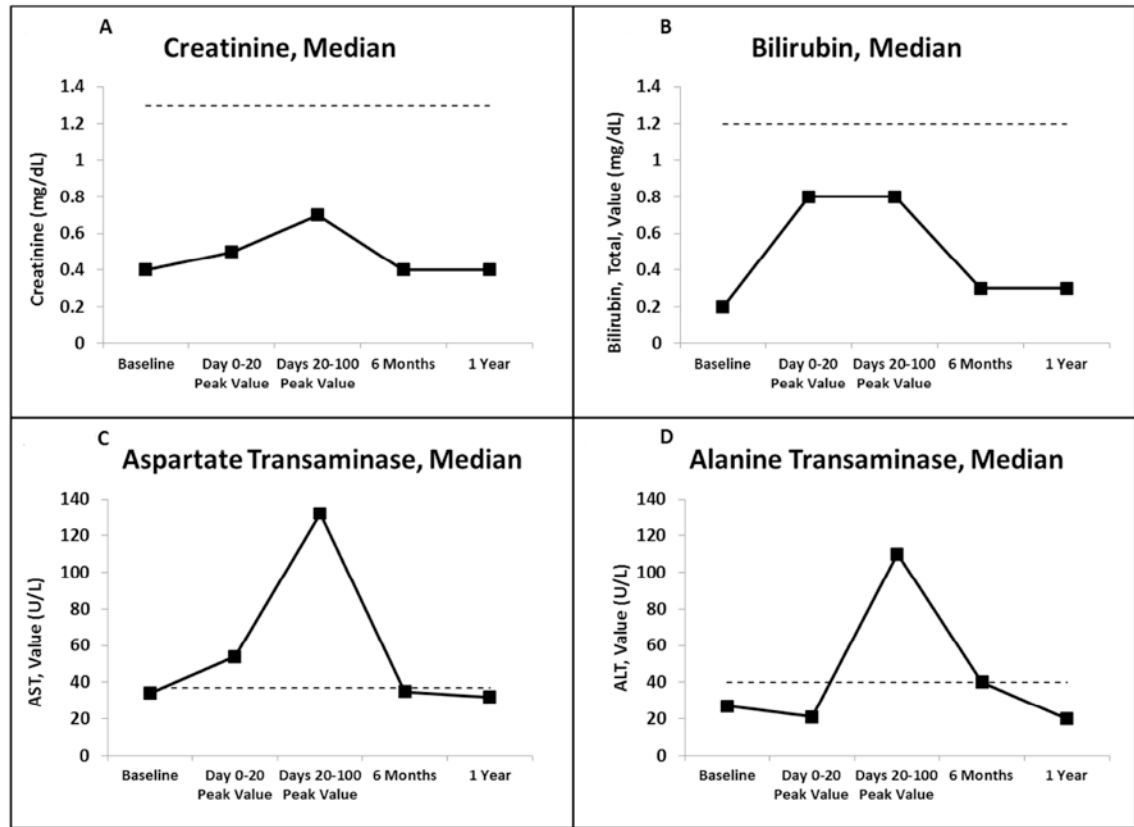 A
Creatinine, Median
Creatinine (mg/dL)
1.4
1.2
1
0.8
0.6
0.4
0.2
0
Baseline
Day 0-20 Peak Value
Days 20-100 Peak Value
6 Months
1 Year
B
Bilirubin, Median
Bilirubin, Total, Value (mg/dL)
1.4
1.2
1
0.8
0.6
0.4
0.2
0
Baseline
Day 0-20 Peak Value
Days 20-100 Peak Value
6 Months
1 Year
C
Aspartate Transaminase, Median
AST, Value (U/L)
140
120
100
80
60
40
20
0
Baseline
Day 0-20 Peak Value
Days 20-100 Peak Value
6 Months
1 Year
D
Alanine Transaminase, Median
ALT, Value (U/L)
140
120
100
80
60
40
20
0
Baseline
Day 0-20 Peak Value
Days 20-100 Peak Value
6 Months
1 Year